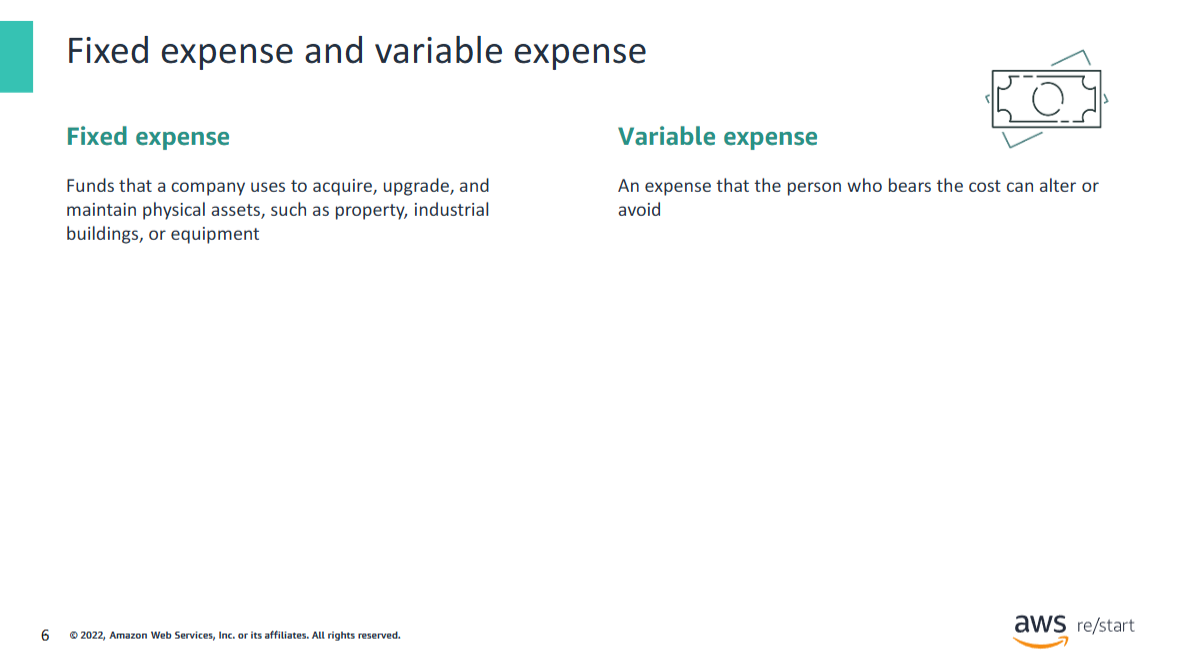 Fixed expense and variable expense
Fixed expense
Funds that a company uses to acquire, upgrade, and
maintain physical assets, such as property, industrial
buildings, or equipment
Variable expense
An expense that the person who bears the cost can alter or
avoid
6 © 2022, Amazon Web Services, Inc. or its affiliates. All rights reserved.
aws re/start